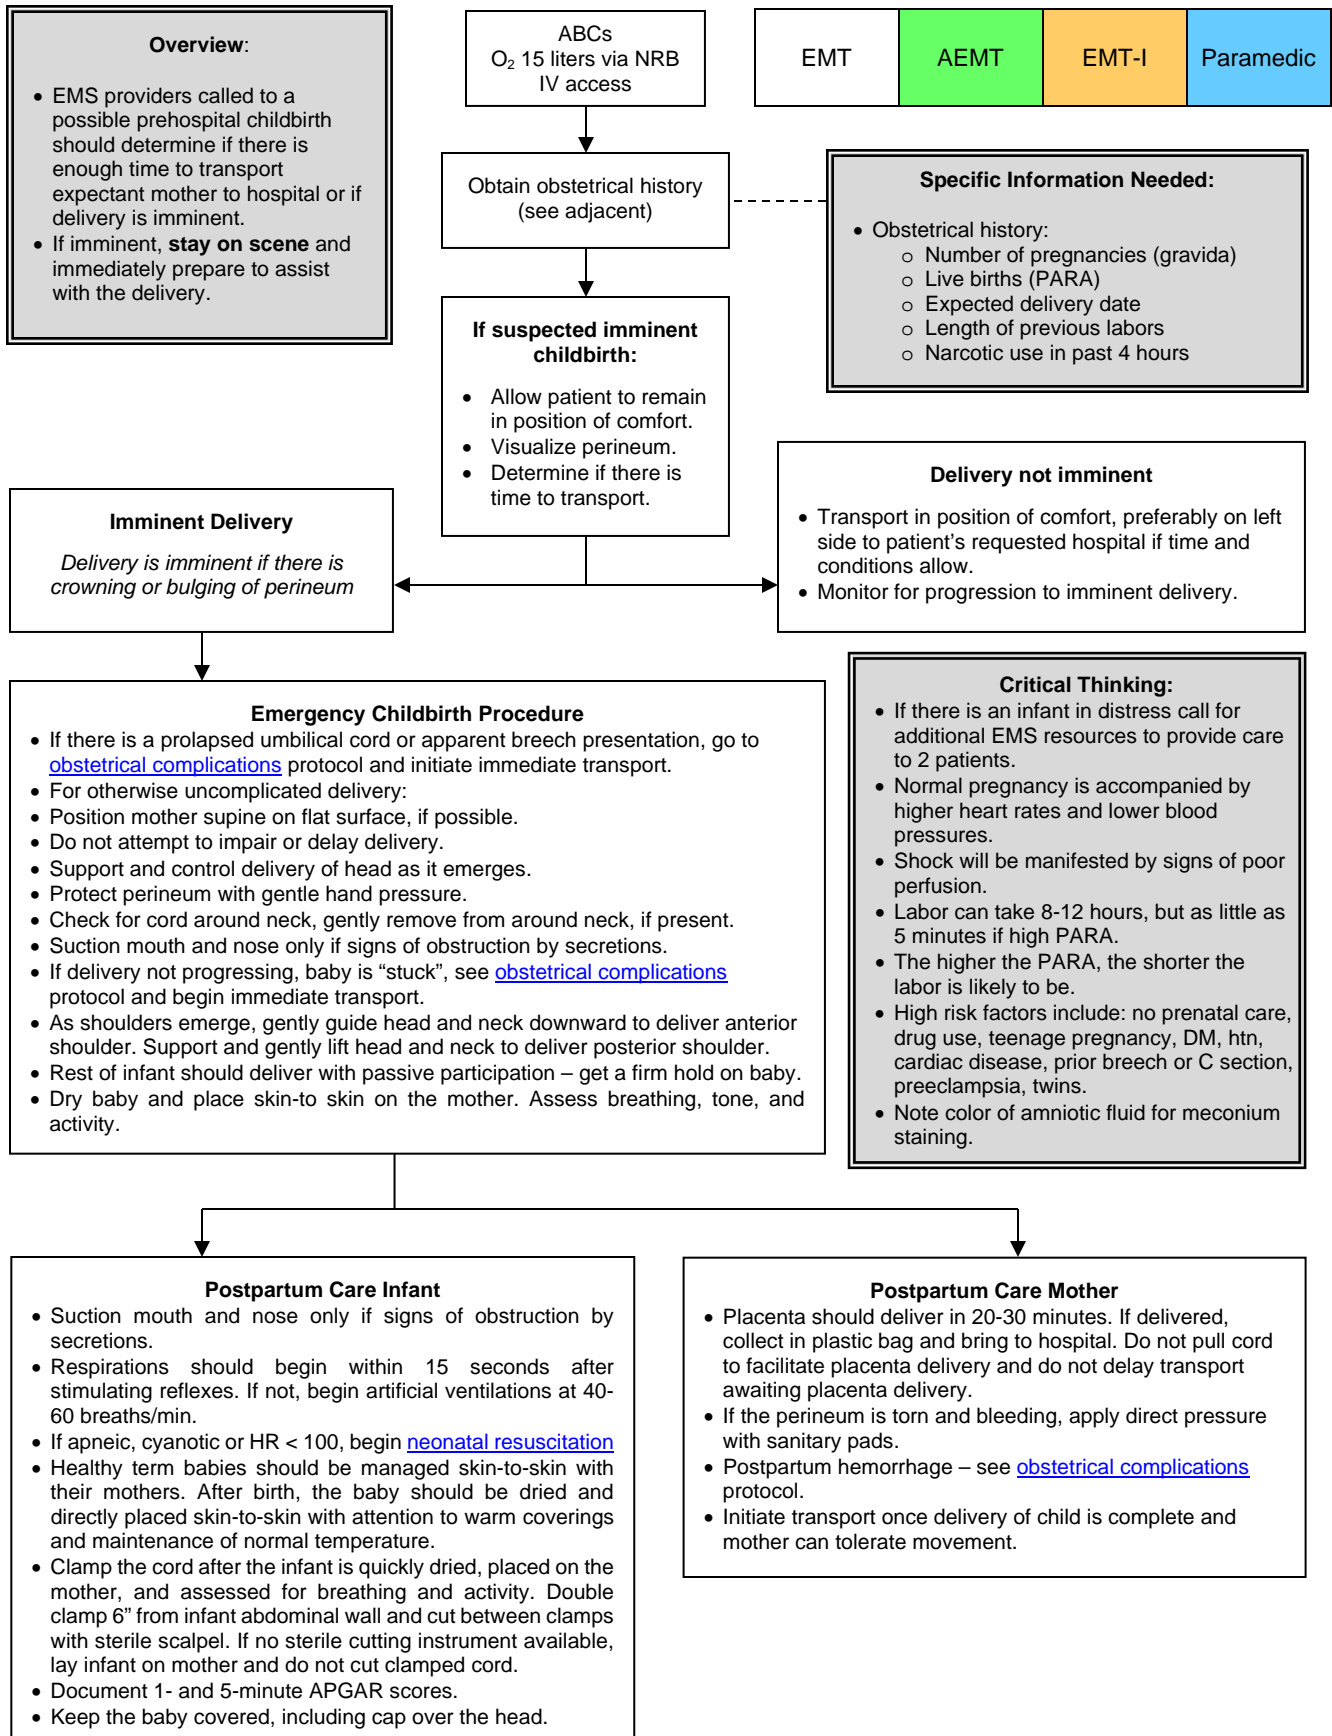 Overview:
• EMS providers called to a
possible prehospital childbirth
should determine if there is
enough time to transport
expectant mother to hospital or if
delivery is imminent.
• If imminent, stay on scene and
immediately prepare to assist
with the delivery.
ABCs
O₂ 15 liters via NRB
IV access
EMT
AEMT
EMT-I
Paramedic
Obtain obstetrical history
(see adjacent)
Specific Information Needed:
• Obstetrical history:
o Number of pregnancies (gravida)
o Live births (PARA)
o Expected delivery date
o Length of previous labors
o Narcotic use in past 4 hours
If suspected imminent
childbirth:
• Allow patient to remain
in position of comfort.
• Visualize perineum.
• Determine if there is
time to transport.
Imminent Delivery
Delivery is imminent if there is
crowning or bulging of perineum
Delivery not imminent
• Transport in position of comfort, preferably on left
side to patient’s requested hospital if time and
conditions allow.
• Monitor for progression to imminent delivery.
Emergency Childbirth Procedure
• If there is a prolapsed umbilical cord or apparent breech presentation, go to
obstetrical complications protocol and initiate immediate transport.
• For otherwise uncomplicated delivery:
• Position mother supine on flat surface, if possible.
• Do not attempt to impair or delay delivery.
• Support and control delivery of head as it emerges.
• Protect perineum with gentle hand pressure.
• Check for cord around neck, gently remove from around neck, if present.
• Suction mouth and nose only if signs of obstruction by secretions.
• If delivery not progressing, baby is “stuck”, see obstetrical complications
protocol and begin immediate transport.
• As shoulders emerge, gently guide head and neck downward to deliver anterior
shoulder. Support and gently lift head and neck to deliver posterior shoulder.
• Rest of infant should deliver with passive participation – get a firm hold on baby.
• Dry baby and place skin-to skin on the mother. Assess breathing, tone, and
activity.
Critical Thinking:
• If there is an infant in distress call for
additional EMS resources to provide care
to 2 patients.
• Normal pregnancy is accompanied by
higher heart rates and lower blood
pressures.
• Shock will be manifested by signs of poor
perfusion.
• Labor can take 8-12 hours, but as little as
5 minutes if high PARA.
• The higher the PARA, the shorter the
labor is likely to be.
• High risk factors include: no prenatal care,
drug use, teenage pregnancy, DM, htn,
cardiac disease, prior breech or C section,
preeclampsia, twins.
• Note color of amniotic fluid for meconium
staining.
Postpartum Care Infant
• Suction mouth and nose only if signs of obstruction by
secretions.
• Respirations should begin within 15 seconds after
stimulating reflexes. If not, begin artificial ventilations at 40-
60 breaths/min.
• If apneic, cyanotic or HR < 100, begin neonatal resuscitation
• Healthy term babies should be managed skin-to-skin with
their mothers. After birth, the baby should be dried and
directly placed skin-to-skin with attention to warm coverings
and maintenance of normal temperature.
• Clamp the cord after the infant is quickly dried, placed on the
mother, and assessed for breathing and activity. Double
clamp 6” from infant abdominal wall and cut between clamps
with sterile scalpel. If no sterile cutting instrument available,
lay infant on mother and do not cut clamped cord.
• Document 1- and 5-minute APGAR scores.
• Keep the baby covered, including cap over the head.
Postpartum Care Mother
• Placenta should deliver in 20-30 minutes. If delivered,
collect in plastic bag and bring to hospital. Do not pull cord
to facilitate placenta delivery and do not delay transport
awaiting placenta delivery.
• If the perineum is torn and bleeding, apply direct pressure
with sanitary pads.
• Postpartum hemorrhage – see obstetrical complications
protocol.
• Initiate transport once delivery of child is complete and
mother can tolerate movement.